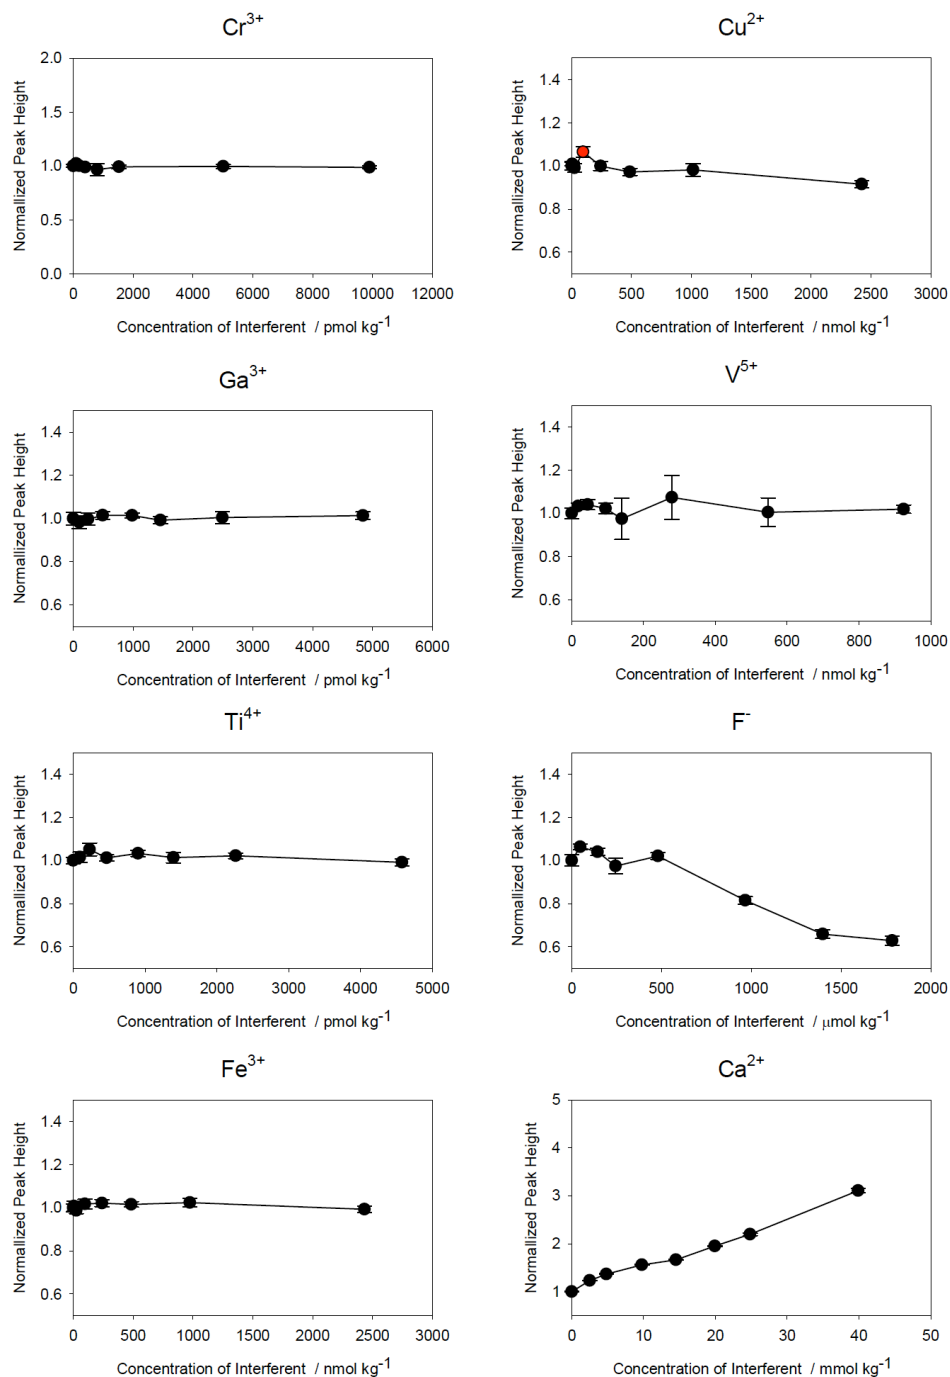 Cr3+
Normallized Peak Height
2.0
1.5
1.0
0.5
0.0
0 2000 4000 6000 8000 10000 12000
Concentration of Interferent / pmol kg-1
Cu2+
Normallized Peak Height
1.4
1.2
1.0
0.8
0.6
0 500 1000 1500 2000 2500 3000
Concentration of Interferent / nmol kg-1
Ga3+
Normallized Peak Height
1.4
1.2
1.0
0.8
0.6
0 1000 2000 3000 4000 5000 6000
Concentration of Interferent / pmol kg-1
V5+
Normallized Peak Height
1.4
1.2
1.0
0.8
0.6
0 200 400 600 800 1000
Concentration of Interferent / nmol kg-1
Ti4+
Normallized Peak Height
1.4
1.2
1.0
0.8
0.6
0 1000 2000 3000 4000 5000
Concentration of Interferent / pmol kg-1
F-
Normallized Peak Height
1.4
1.2
1.0
0.8
0.6
0 500 1000 1500 2000
Concentration of Interferent / μmol kg-1
Fe3+
Normallized Peak Height
1.4
1.2
1.0
0.8
0.6
0 500 1000 1500 2000 2500 3000
Concentration of Interferent / nmol kg-1
Ca2+
Normallized Peak Height
5
4
3
2
1
0 10 20 30 40 50
Concentration of Interferent / mmol kg-1